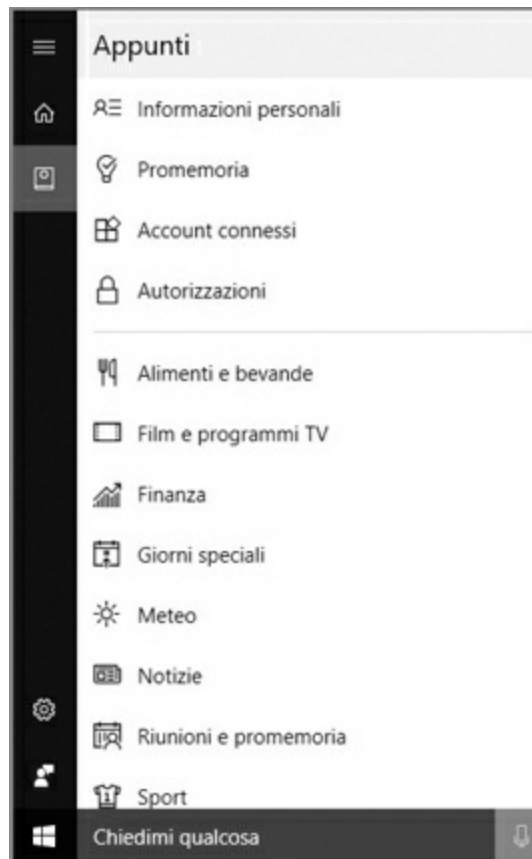 Appunti
Informazioni personali
Promemoria
Account connessi
Autorizzazioni
Alimenti e bevande
Film e programmi TV
Finanza
Giorni speciali
Meteo
Notizie
Riunioni e promemoria
Sport
Chiedimi qualcosa